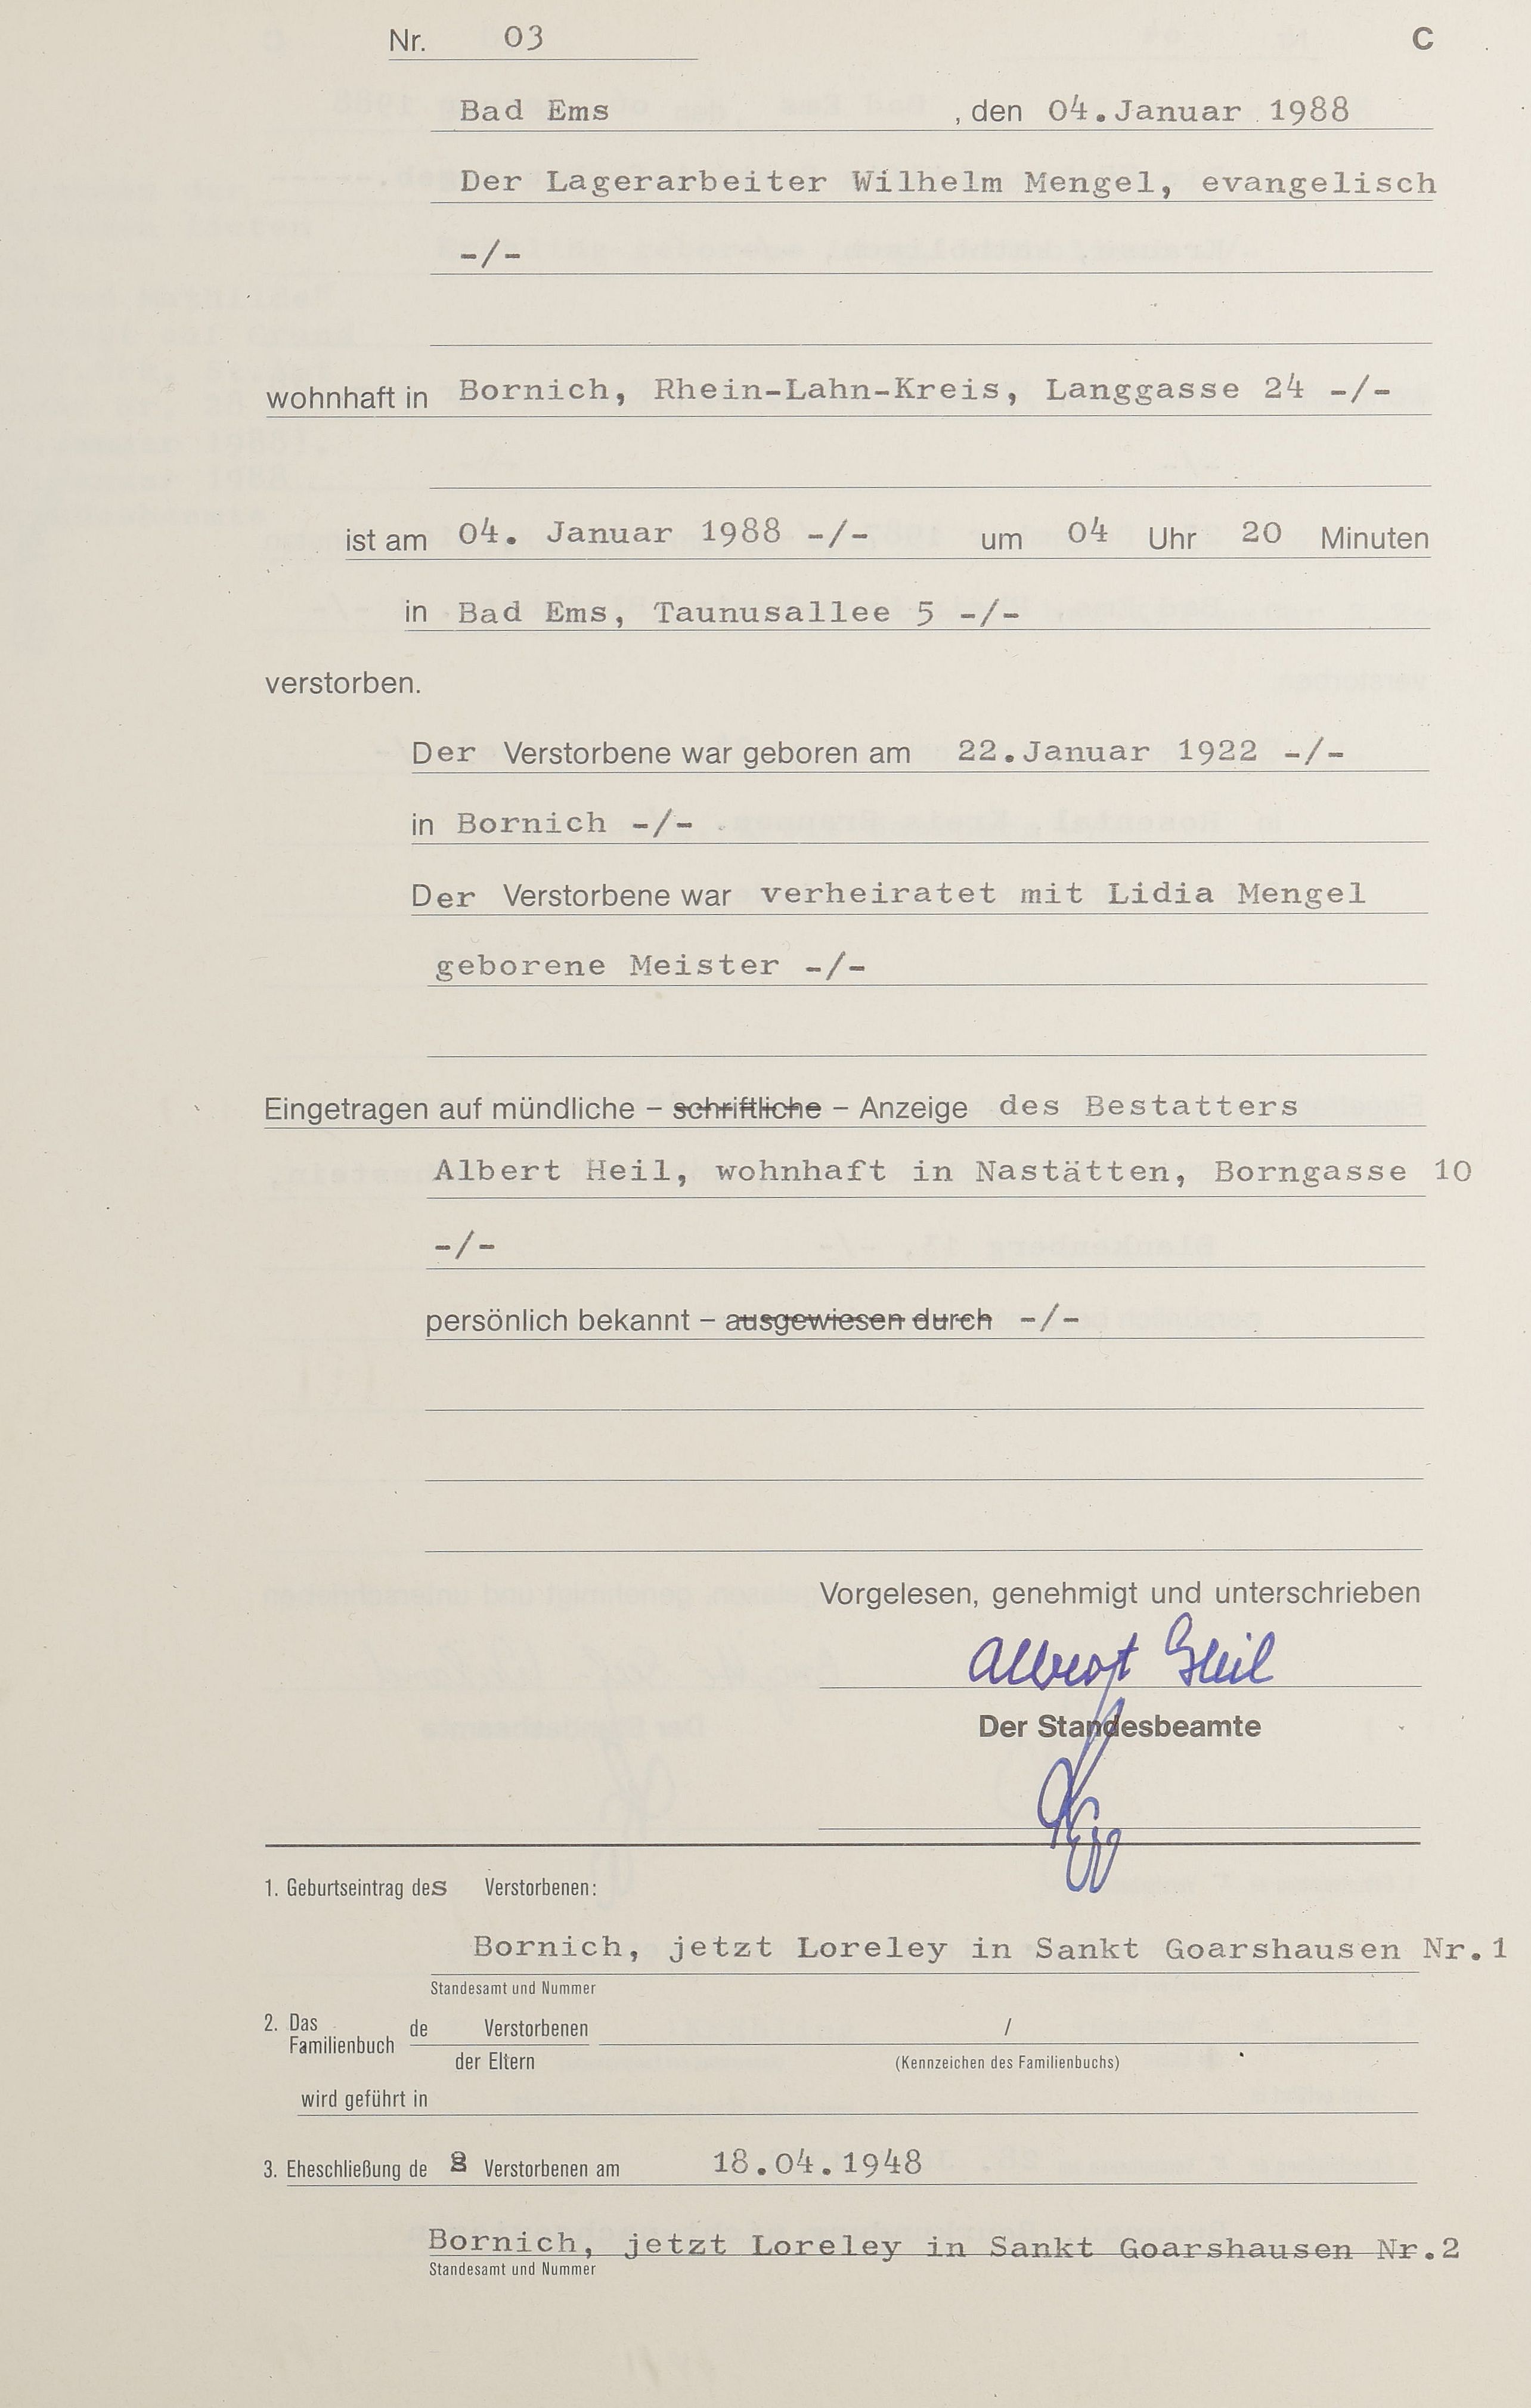 Nr. 03 C
Bad Ems , den 04.Januar 1988
Der Lagerarbeiter Wilhelm Mengel, evangelisch
-/-
wohnhaft in Bornich, Rhein-Lahn-Kreis, Langgasse 24 -/-
ist am 04. Januar 1988 -/- um 04 Uhr 20 Minuten
in Bad Ems, Taunusallee 5 -/-
verstorben.
Der Verstorbene war geboren am 22.Januar 1922 -/-
in Bornich -/-
Der Verstorbene war verheiratet mit Lidia Mengel
geborene Meister -/-
Eingetragen auf mündliche – schriftliche – Anzeige des Bestatters
Albert Heil, wohnhaft in Nastätten, Borngasse 10
-/-
persönlich bekannt – ausgewiesen durch -/-
Vorgelesen, genehmigt und unterschrieben
Albert Heil
Der Standesbeamte
1. Geburtseintrag des Verstorbenen:
Bornich, jetzt Loreley in Sankt Goarshausen Nr.1
Standesamt und Nummer
2. Das Familienbuch de Verstorbenen /
der Eltern (Kennzeichen des Familienbuchs)
wird geführt in
3. Eheschließung de s Verstorbenen am 18.04.1948
Bornich, jetzt Loreley in Sankt Goarshausen Nr.2
Standesamt und Nummer